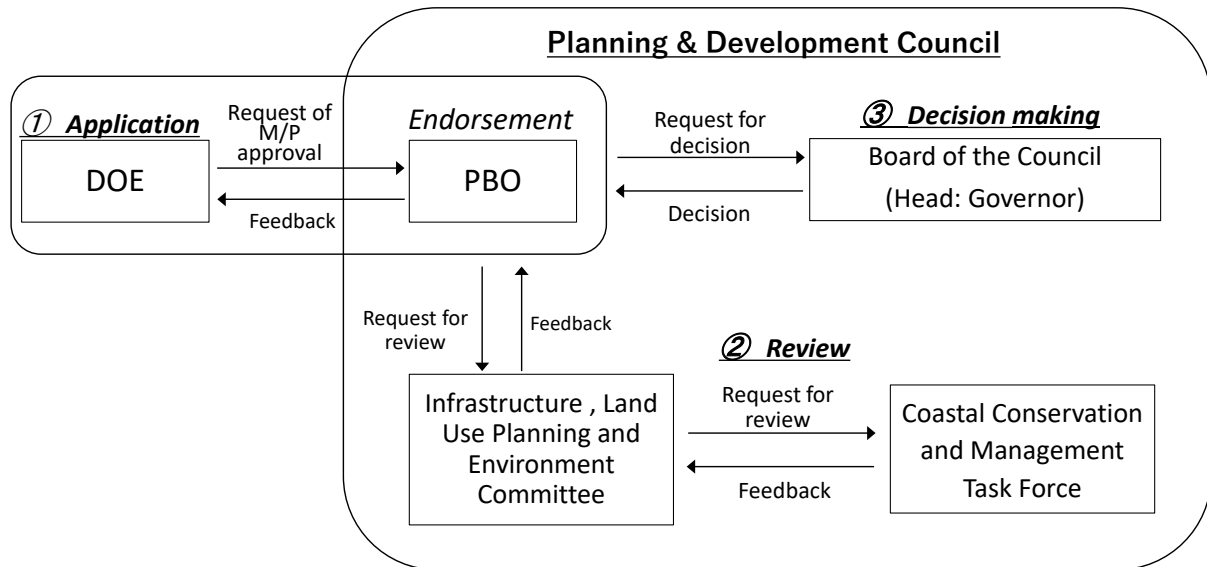 Planning & Development Council
① Application
Request of
M/P
approval
DOE
Feedback
Endorsement
PBO
Request for
decision
Decision
③ Decision making
Board of the Council
(Head: Governor)
Request for
review
Feedback
② Review
Infrastructure , Land
Use Planning and
Environment
Committee
Request for
review
Feedback
Coastal Conservation
and Management
Task Force